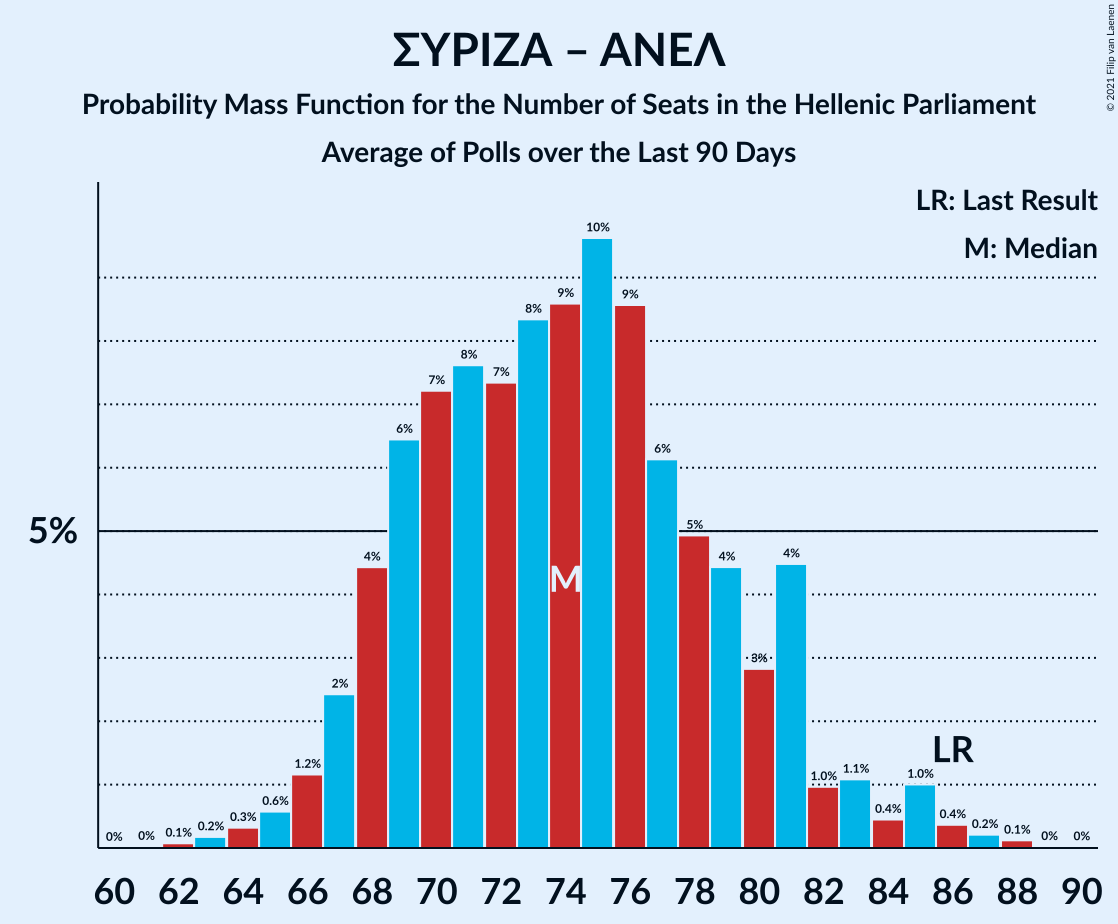 ΣΥΡΙΖΑ – ΑΝΕΛ
Probability Mass Function for the Number of Seats in the Hellenic Parliament
Average of Polls over the Last 90 Days
© 2021 Filip van Laenen
LR: Last Result
M: Median
5%
0% 0% 0.1% 0.2% 0.3% 0.6% 1.2% 2% 4% 6% 7% 8% 7% 8% 9% 10% 9% 6% 5% 4% 3% 4% 1.0% 1.1% 0.4% 1.0% 0.4% 0.2% 0.1% 0% 0%
M
LR
60 62 64 66 68 70 72 74 76 78 80 82 84 86 88 90